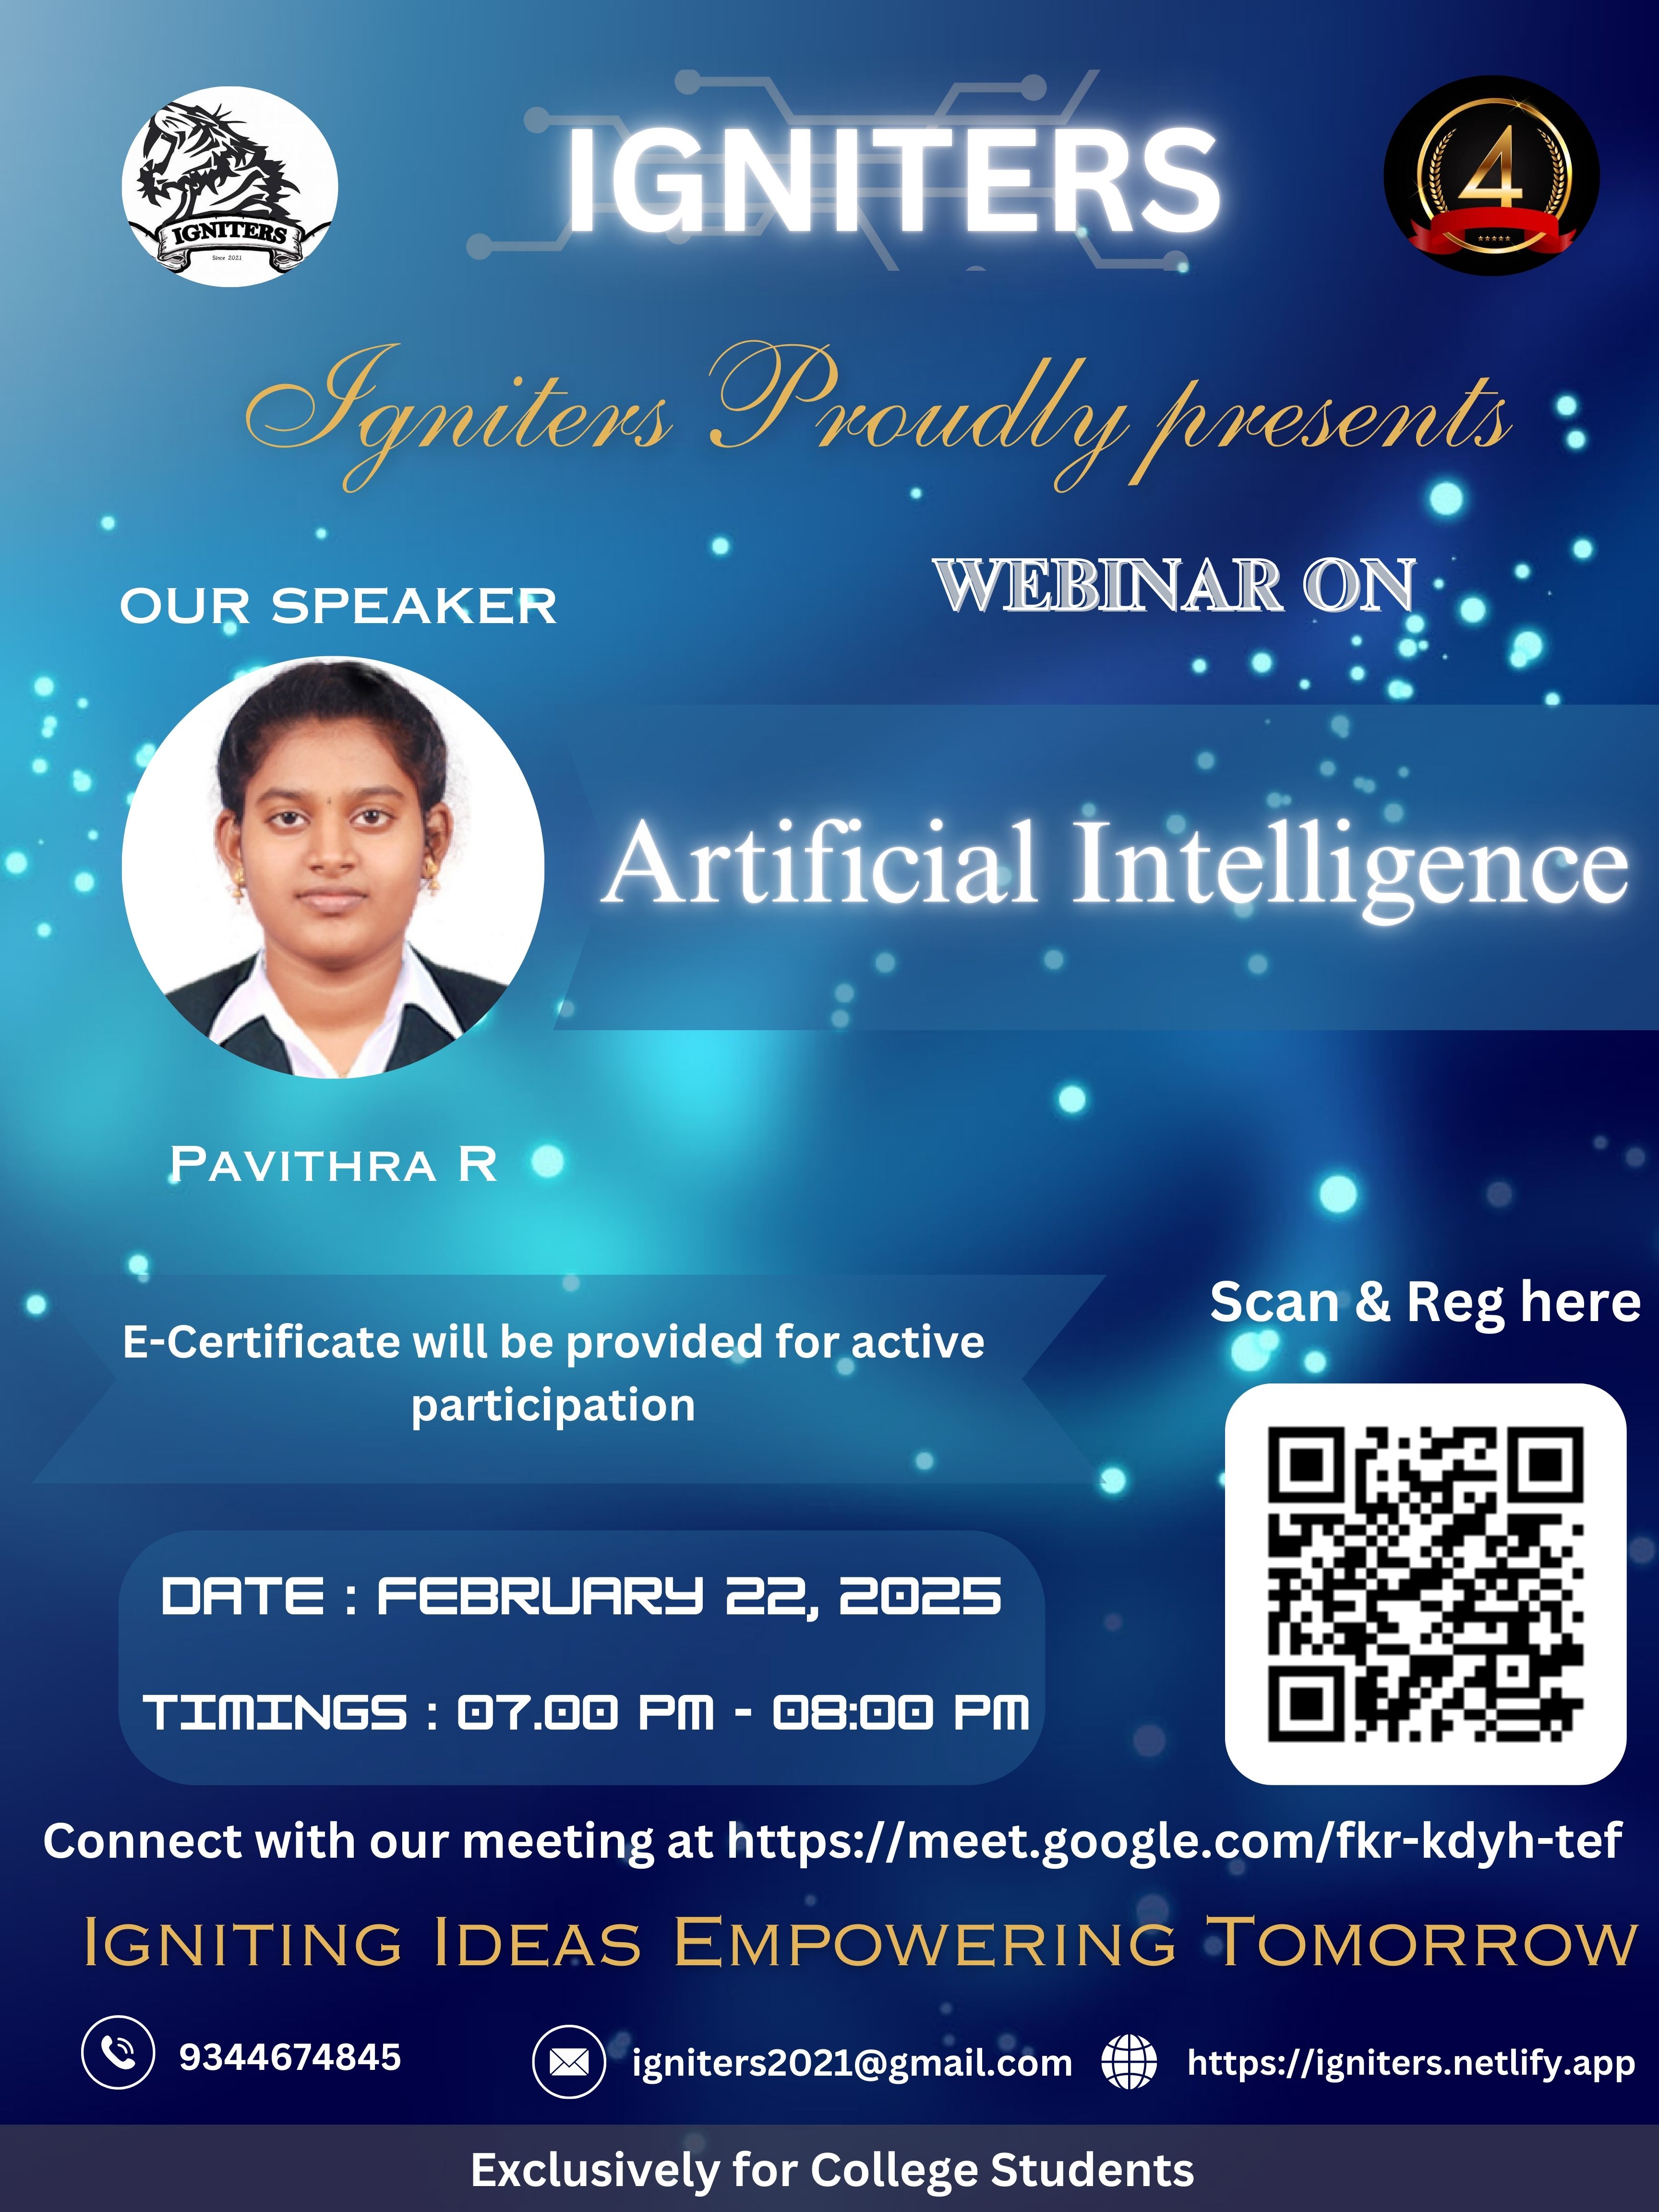 IGNITERS
IGNITERS
Since 2021
4
Igniters Proudly presents
OUR SPEAKER
WEBINAR ON
Artificial Intelligence
PAVITHRA R
E-Certificate will be provided for active
participation
Scan & Reg here
DATE : FEBRUARY 22, 2025
TIMINGS : 07.00 PM - 08:00 PM
Connect with our meeting at https://meet.google.com/fkr-kdyh-tef
IGNITING IDEAS EMPOWERING TOMORROW
9344674845
igniters2021@gmail.com
https://igniters.netlify.app
Exclusively for College Students